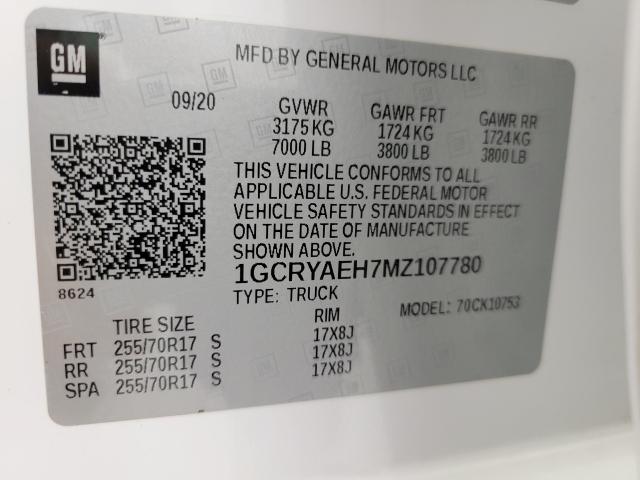 GM
MFD BY GENERAL MOTORS LLC
09/20
GVWR GAWR FRT GAWR RR
3175 KG 1724 KG 1724 KG
7000 LB 3800 LB 3800 LB
THIS VEHICLE CONFORMS TO ALL
APPLICABLE U.S. FEDERAL MOTOR
VEHICLE SAFETY STANDARDS IN EFFECT
ON THE DATE OF MANUFACTURE
SHOWN ABOVE.
8624
1GCRYAEH7MZ107780
TYPE: TRUCK MODEL: 70CK10753
TIRE SIZE RIM
FRT 255/70R17 S 17X8J
RR 255/70R17 S 17X8J
SPA 255/70R17 S 17X8J